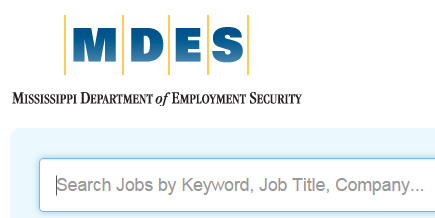 MDES
MISSISSIPPI DEPARTMENT of EMPLOYMENT SECURITY
Search Jobs by Keyword, Job Title, Company...